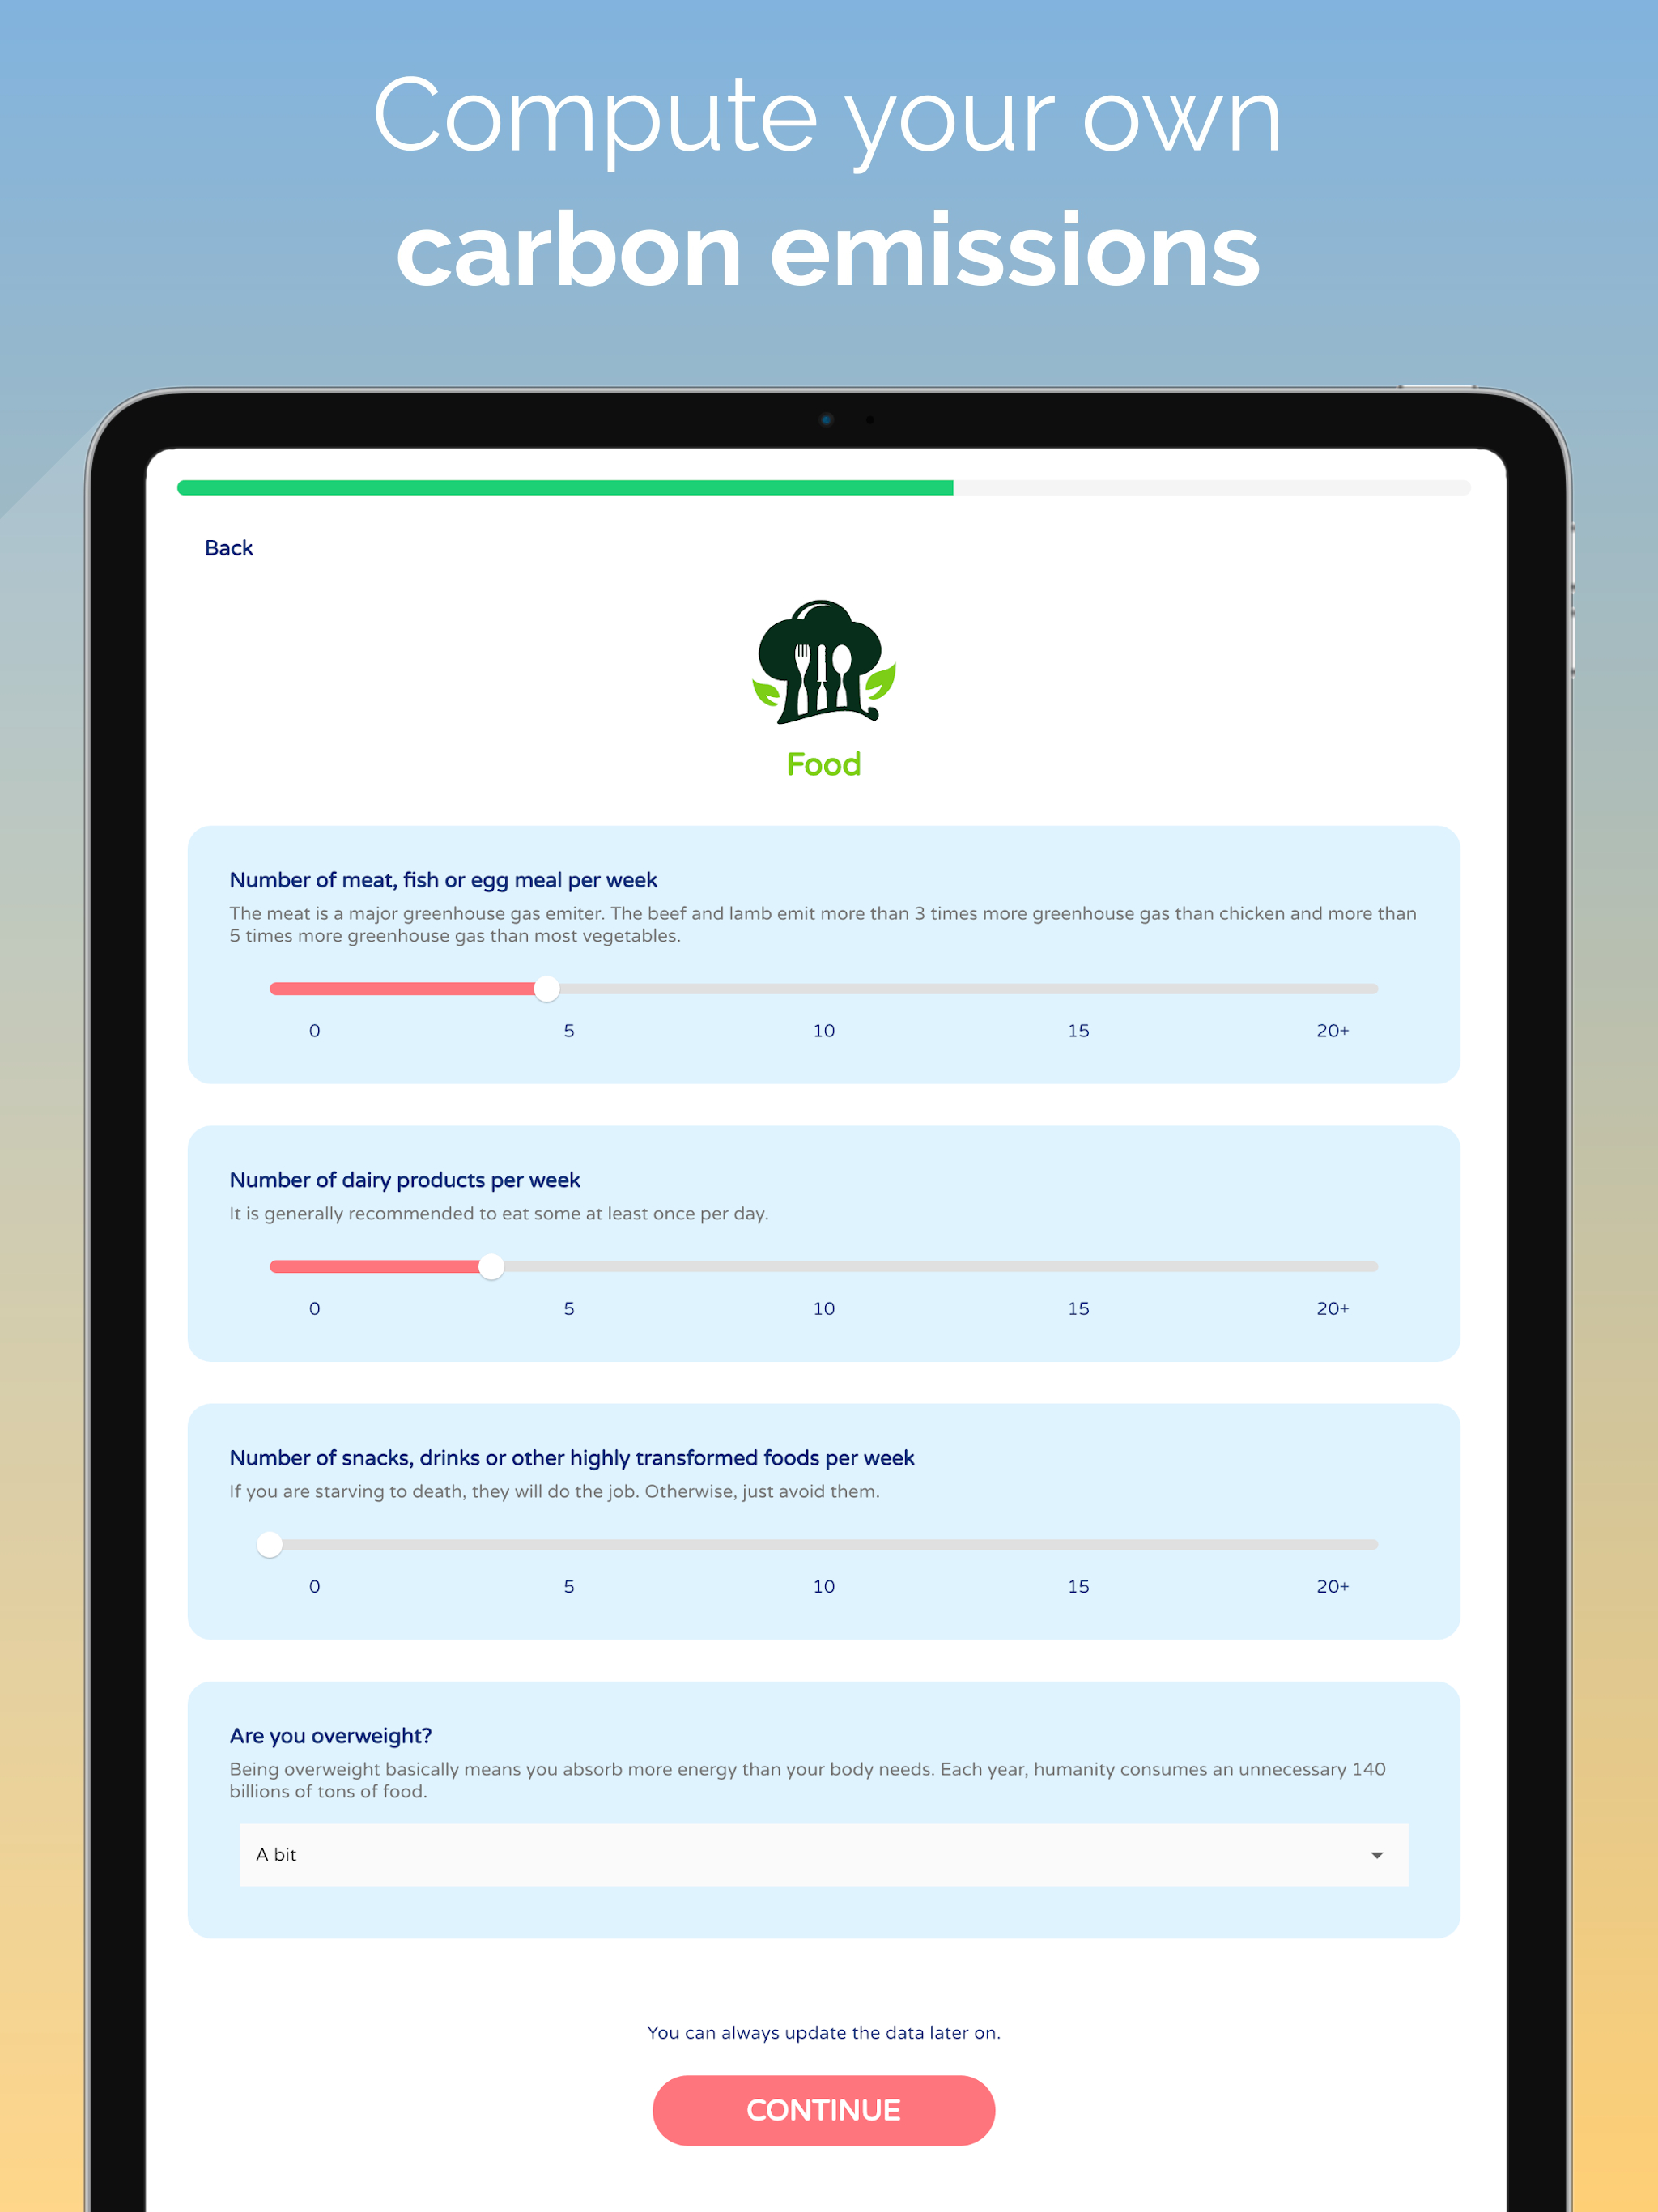 Compute your own
carbon emissions
Back
Food
Number of meat, fish or egg meal per week
The meat is a major greenhouse gas emiter. The beef and lamb emit more than 3 times more greenhouse gas than chicken and more than
5 times more greenhouse gas than most vegetables.
0 5 10 15 20+
Number of dairy products per week
It is generally recommended to eat some at least once per day.
0 5 10 15 20+
Number of snacks, drinks or other highly transformed foods per week
If you are starving to death, they will do the job. Otherwise, just avoid them.
0 5 10 15 20+
Are you overweight?
Being overweight basically means you absorb more energy than your body needs. Each year, humanity consumes an unnecessary 140
billions of tons of food.
A bit
You can always update the data later on.
CONTINUE